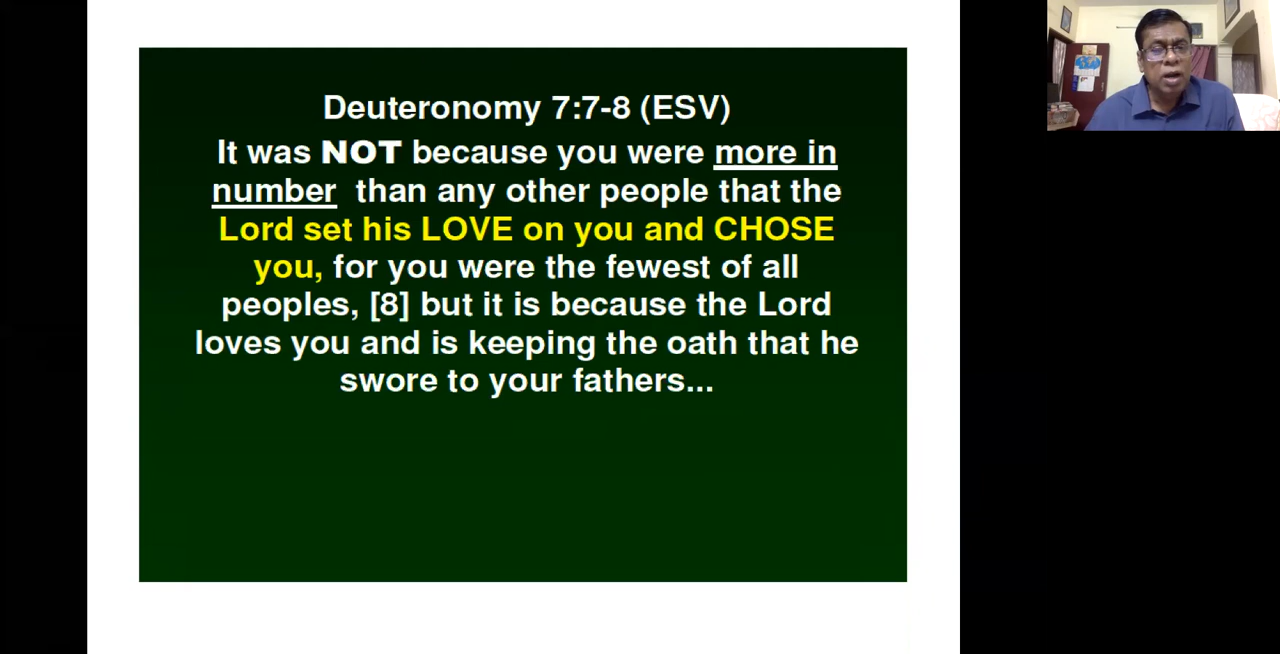 Deuteronomy 7:7-8 (ESV)
It was NOT because you were more in
number than any other people that the
Lord set his LOVE on you and CHOSE
you, for you were the fewest of all
peoples, [8] but it is because the Lord
loves you and is keeping the oath that he
swore to your fathers...